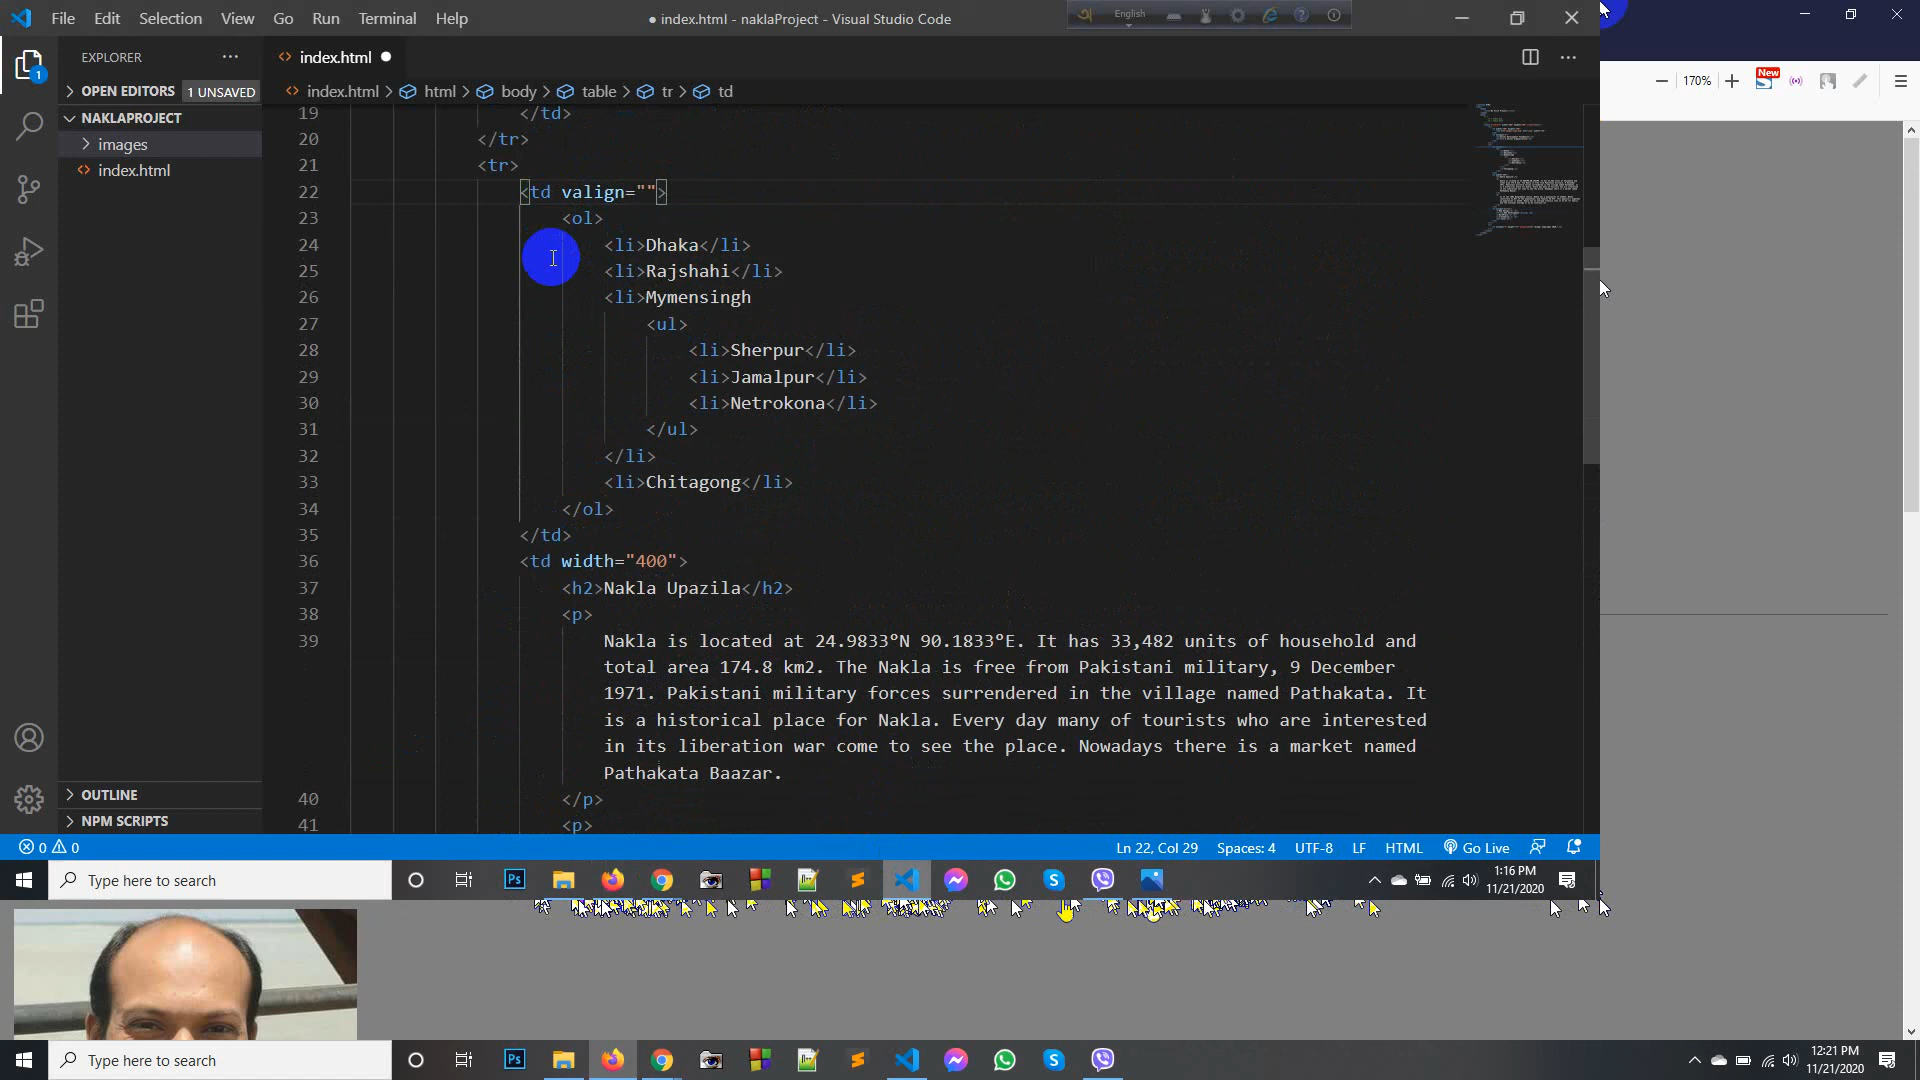 File Edit Selection View Go Run Terminal Help
● index.html - naklaProject - Visual Studio Code
English
EXPLORER
index.html
170%
New
OPEN EDITORS 1 UNSAVED
index.html > html > body > table > tr > td
NAKLAPROJECT
images
index.html
OUTLINE
NPM SCRIPTS
1
19 </td>
20 </tr>
21 <tr>
22 <td valign="">
23 <ol>
24 <li>Dhaka</li>
25 <li>Rajshahi</li>
26 <li>Mymensingh
27 <ul>
28 <li>Sherpur</li>
29 <li>Jamalpur</li>
30 <li>Netrokona</li>
31 </ul>
32 </li>
33 <li>Chitagong</li>
34 </ol>
35 </td>
36 <td width="400">
37 <h2>Nakla Upazila</h2>
38 <p>
39 Nakla is located at 24.9833°N 90.1833°E. It has 33,482 units of household and
total area 174.8 km2. The Nakla is free from Pakistani military, 9 December
1971. Pakistani military forces surrendered in the village named Pathakata. It
is a historical place for Nakla. Every day many of tourists who are interested
in its liberation war come to see the place. Nowadays there is a market named
Pathakata Baazar.
40 </p>
41 <p>
0 0
Ln 22, Col 29 Spaces: 4 UTF-8 LF HTML Go Live
Type here to search
Ps
1:16 PM
11/21/2020
Type here to search
Ps
12:21 PM
11/21/2020